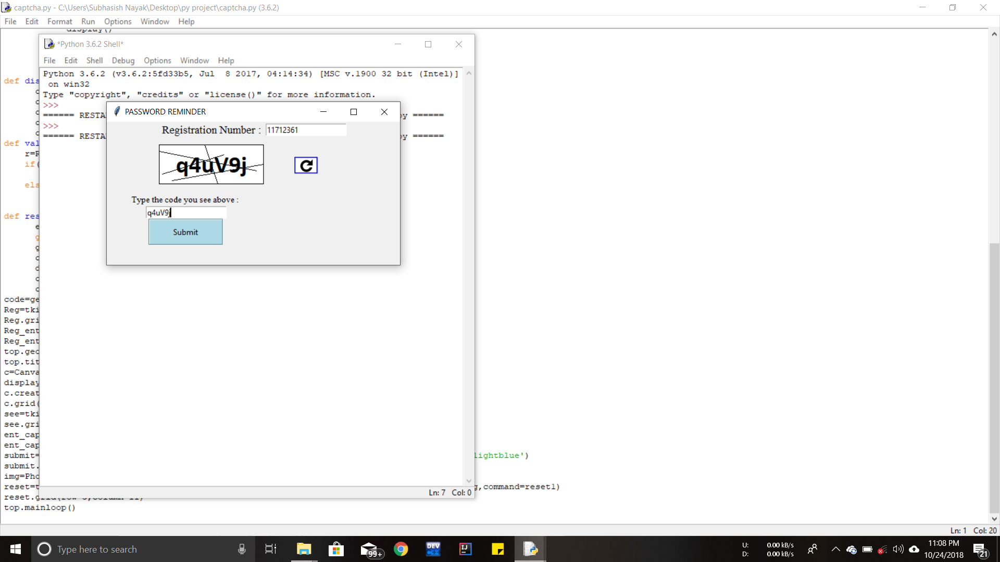 captcha.py - C:\Users\Subhasish Nayak\Desktop\py project\captcha.py (3.6.2)
File Edit Format Run Options Window Help
display()
*Python 3.6.2 Shell*
File Edit Shell Debug Options Window Help
Python 3.6.2 (v3.6.2:5fd33b5, Jul 8 2017, 04:14:34) [MSC v.1900 32 bit (Intel)]
on win32
Type "copyright", "credits" or "license()" for more information.
>>>
====== RESTA
y ======
>>>
====== RESTA
y ======
PASSWORD REMINDER
Registration Number : 11712361
q4uV9j
Type the code you see above :
q4uV9j
Submit
def dis
c
c
c
c
c
def val
r=R
if(
els
def res
e
g
g
c
d
c
c
code=ge
Reg=tki
Reg.gri
Reg_ent
Reg_ent
top.geo
top.tit
c=Canva
display
c.creat
c.grid(
see=tki
see.gri
ent_cap
ent_cap
submit= lightblue')
submit.
img=Pho
reset=t g,command=reset1)
top.mainloop()
Ln: 7 Col: 0
Ln: 1 Col: 20
Type here to search
99+
DEV C++
IJ
U: 0.00 kB/s
D: 0.00 kB/s
11:08 PM
10/24/2018
21